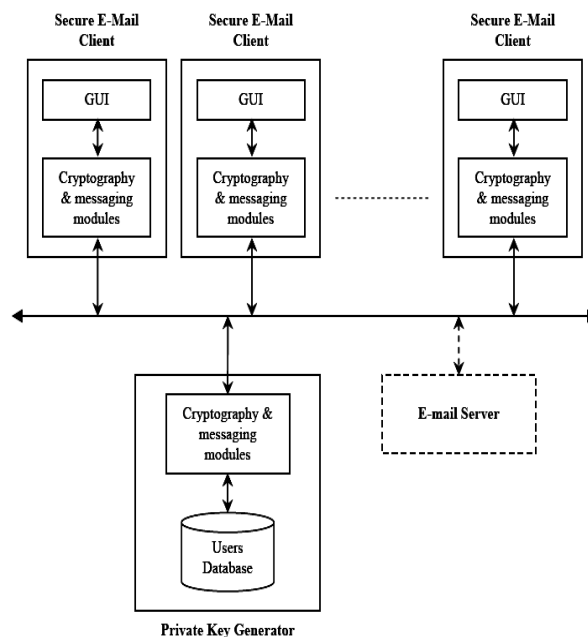 Secure E-Mail
Client
Secure E-Mail
Client
Secure E-Mail
Client
GUI
GUI
GUI
Cryptography
& messaging
modules
Cryptography
& messaging
modules
Cryptography
& messaging
modules
Cryptography &
messaging
modules
E-mail Server
Users
Database
Private Key Generator